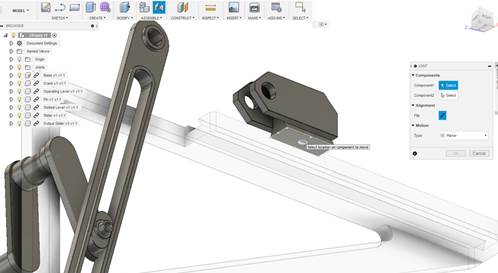 MODEL
SKETCH
CREATE
MODIFY
ASSEMBLE
CONSTRUCT
INSPECT
INSERT
MAKE
ADD-INS
SELECT
BROWSER
Document Settings
Named Views
Origin
Joints
Base v1:1
Crank v1:1
Operating Lever v1:1
Pin v1:1
Slotted Lever v1:1
Slider v1:1
Output Slider v1:1
Select location on component to move
JOINT
Components
Component1
Select
Component2
Select
Alignment
Flip
Motion
Type
Planar
OK
Cancel